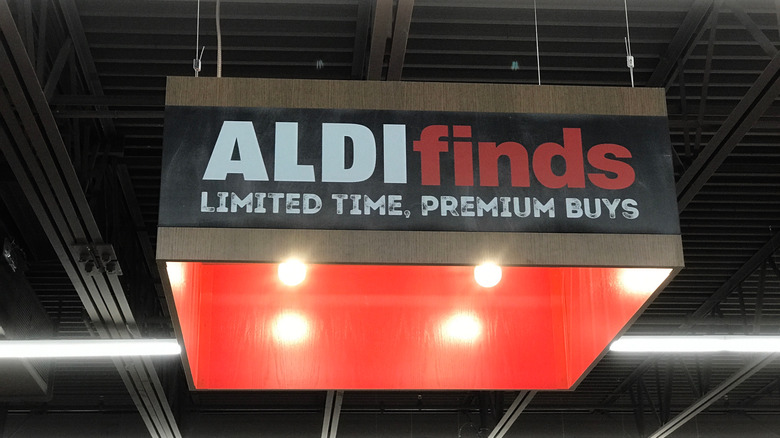 ALDIfinds
LIMITED TIME, PREMIUM BUYS